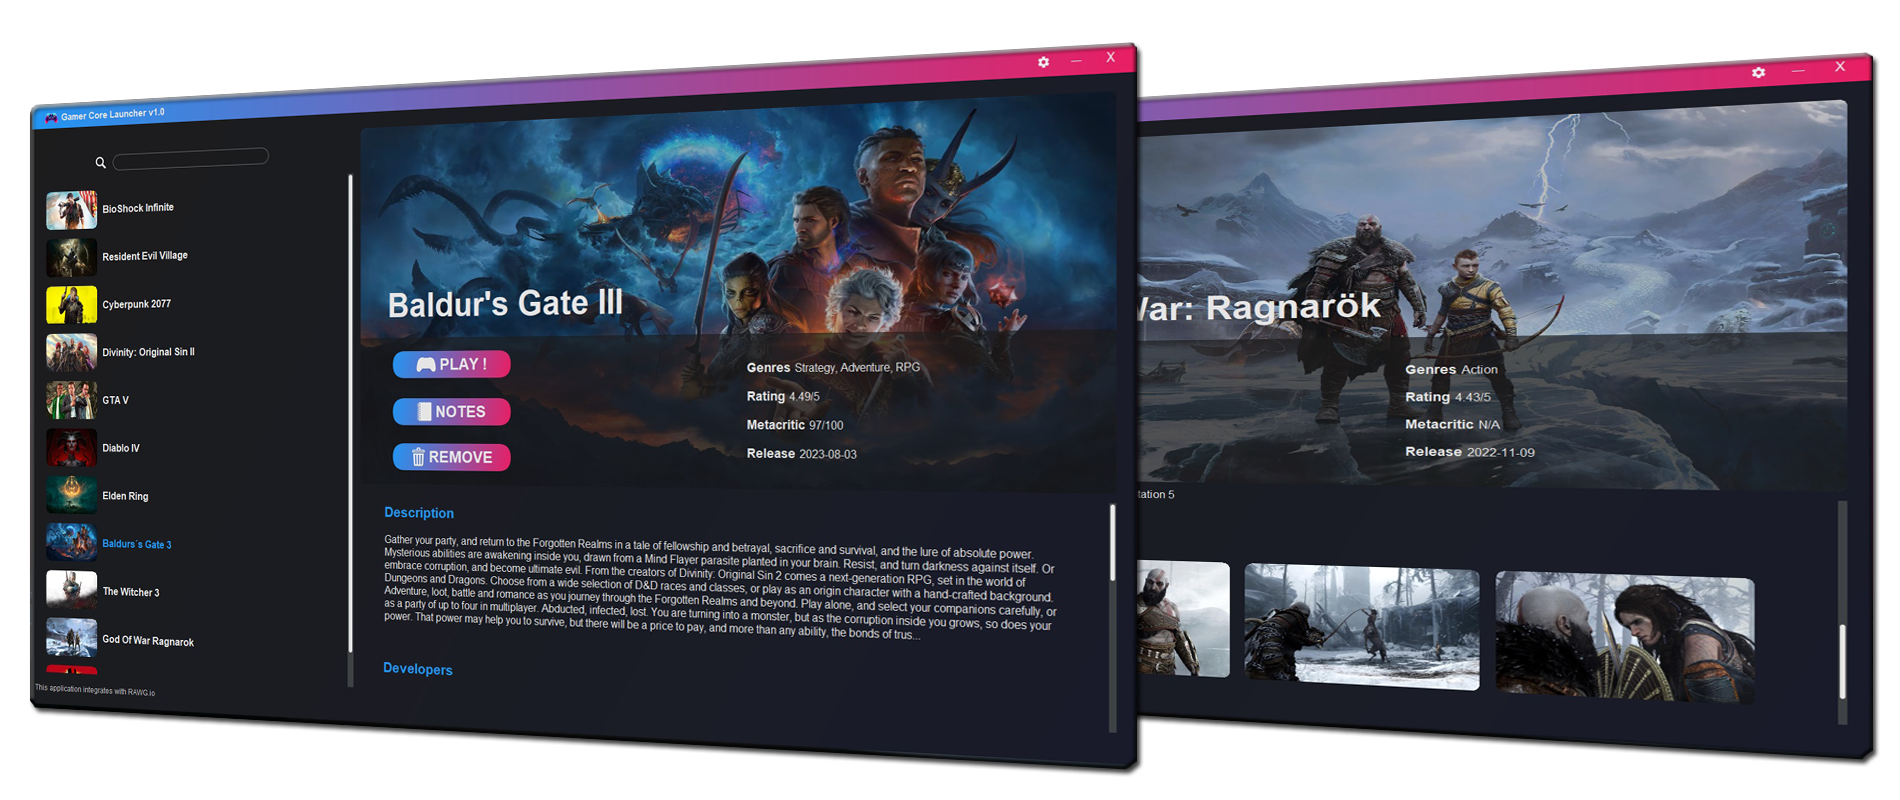 Gamer Core Launcher v1.0
X
BioShock Infinite
Resident Evil Village
Cyberpunk 2077
Divinity: Original Sin II
GTA V
Diablo IV
Elden Ring
Baldurs´s Gate 3
The Witcher 3
God Of War Ragnarok
This application integrates with RAWG.io
Baldur's Gate III
PLAY !
NOTES
REMOVE
Genres Strategy, Adventure, RPG
Rating 4.49/5
Metacritic 97/100
Release 2023-08-03
Description
Gather your party, and return to the Forgotten Realms in a tale of fellowship and betrayal, sacrifice and survival, and the lure of absolute power.
Mysterious abilities are awakening inside you, drawn from a Mind Flayer parasite planted in your brain. Resist, and turn darkness against itself. Or
embrace corruption, and become ultimate evil. From the creators of Divinity: Original Sin 2 comes a next-generation RPG, set in the world of
Dungeons and Dragons. Choose from a wide selection of D&D races and classes, or play as an origin character with a hand-crafted background.
Adventure, loot, battle and romance as you journey through the Forgotten Realms and beyond. Play alone, and select your companions carefully, or
as a party of up to four in multiplayer. Abducted, infected, lost. You are turning into a monster, but as the corruption inside you grows, so does your
power. That power may help you to survive, but there will be a price to pay, and more than any ability, the bonds of trus...
Developers
X
War: Ragnarök
Genres Action
Rating 4.43/5
Metacritic N/A
Release 2022-11-09
tation 5